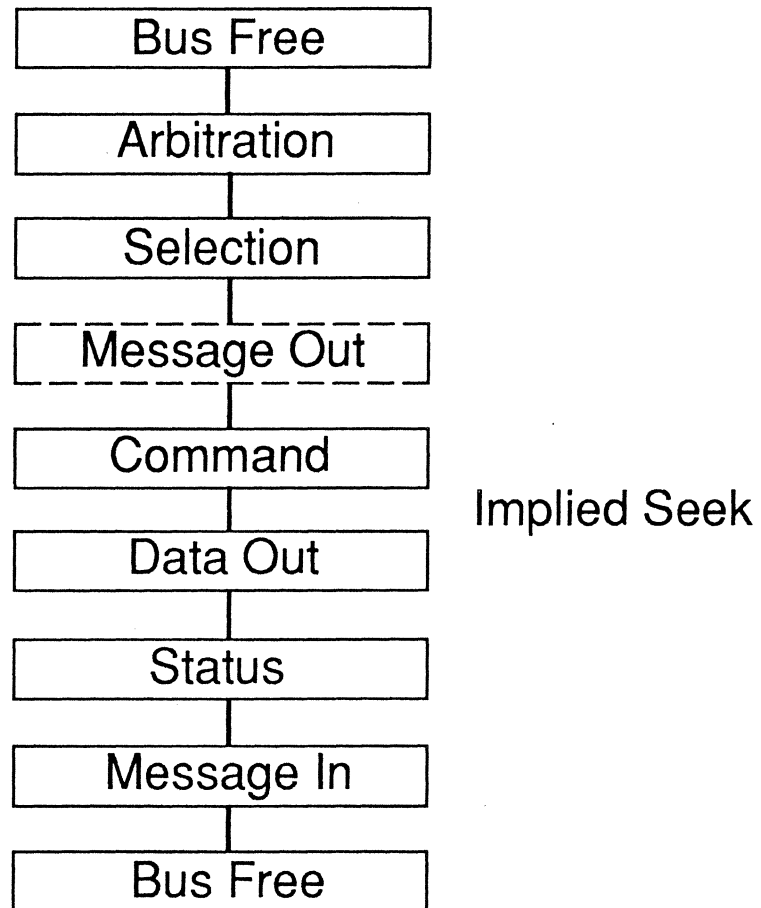 Bus Free
Arbitration
Selection
Message Out
Command
Implied Seek
Data Out
Status
Message In
Bus Free